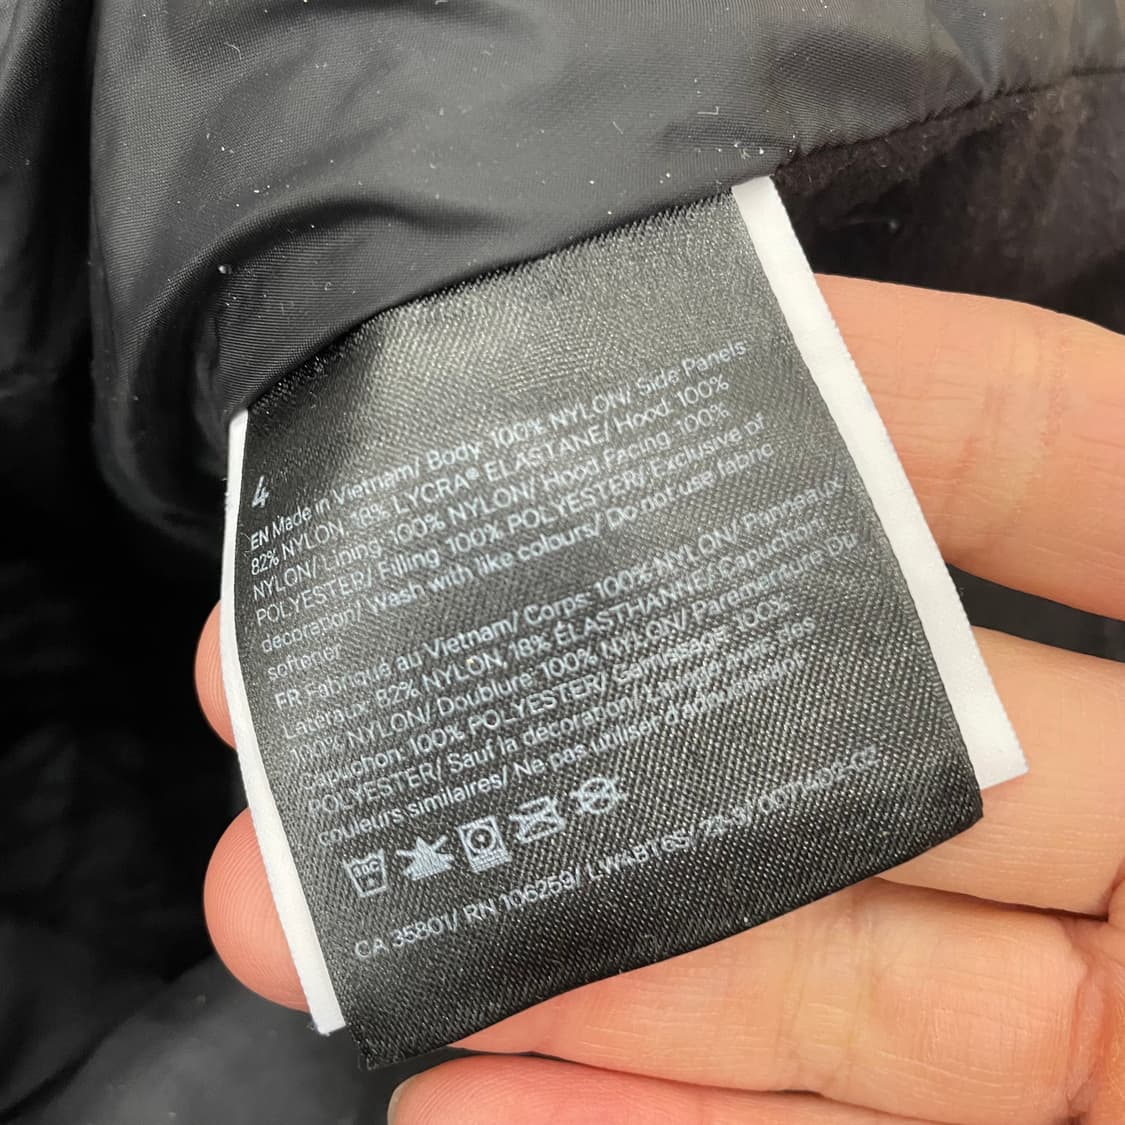 4
EN Made in Vietnam/ Body 100% NYLON/ Side Panels
82% NYLON, 18% LYCRA® ELASTANE/ Hood: 100%
NYLON/ Lining: 100% NYLON/ Hood Facing: 100%
POLYESTER/ Filling: 100% POLYESTER/ Exclusive of
decoration/ Wash with like colours/ Do not use fabric
softener
FR Fabriqué au Vietnam/ Corps: 100% NYLON/ Panneaux
Latéraux: 82% NYLON, 18% ÉLASTHANNE/ Capuchon:
100% NYLON/ Doublure: 100% NYLON/ Parementure Du
Capuchon: 100% POLYESTER/ Garnissage: 100%
POLYESTER/ Sauf la décoration/ Laver avec des
couleurs similaires/ Ne pas utiliser d'adoucissant
CA 35801/ RN 106259/